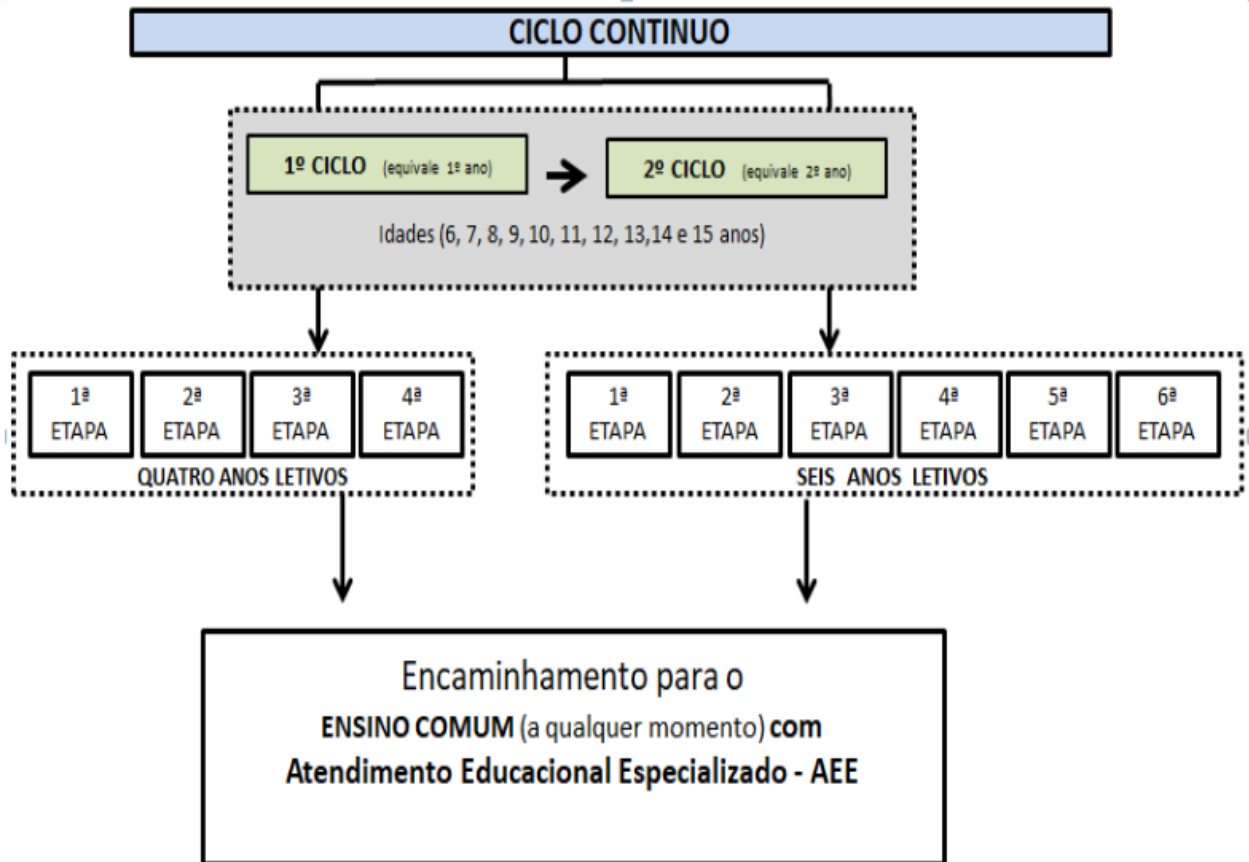 CICLO CONTINUO
1º CICLO (equivale 1º ano)
2º CICLO (equivale 2º ano)
Idades (6, 7, 8, 9, 10, 11, 12, 13,14 e 15 anos)
1ª
ETAPA
2ª
ETAPA
3ª
ETAPA
4ª
ETAPA
QUATRO ANOS LETIVOS
1ª
ETAPA
2ª
ETAPA
3ª
ETAPA
4ª
ETAPA
5ª
ETAPA
6ª
ETAPA
SEIS ANOS LETIVOS
Encaminhamento para o
ENSINO COMUM (a qualquer momento) com
Atendimento Educacional Especializado - AEE